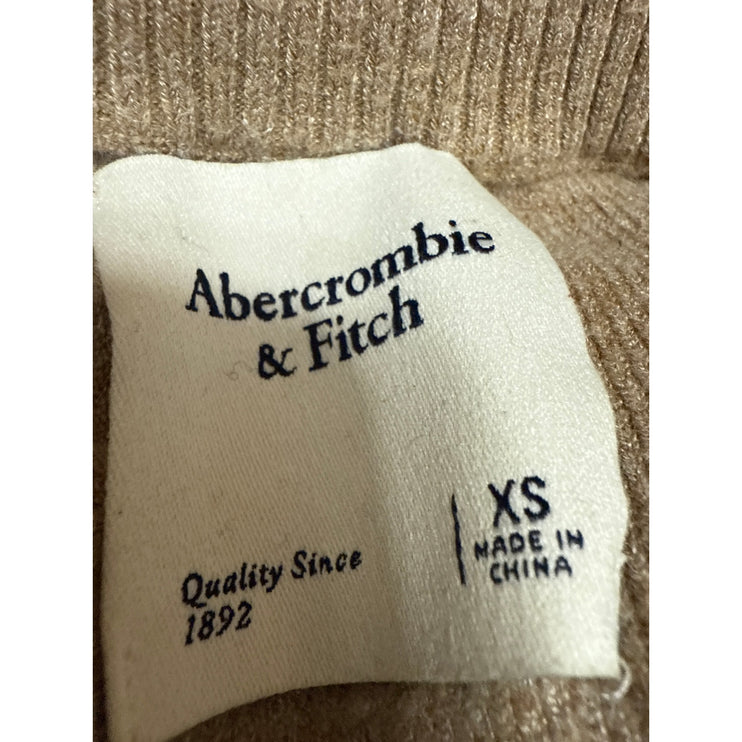 Abercrombie
& Fitch
XS
MADE IN
CHINA
Quality Since
1892